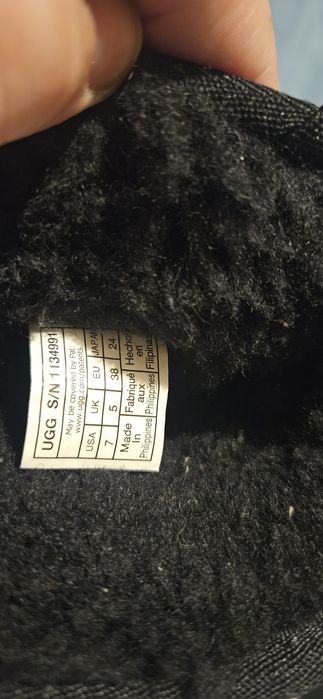 UGG S/N 1134991
May be covered by Pat:
www.ugg.com/patents
USA UK EU JAPAN
7 5 38 24
Made In Philippines Fabriqué aux Philippines Hecho en Filipinas